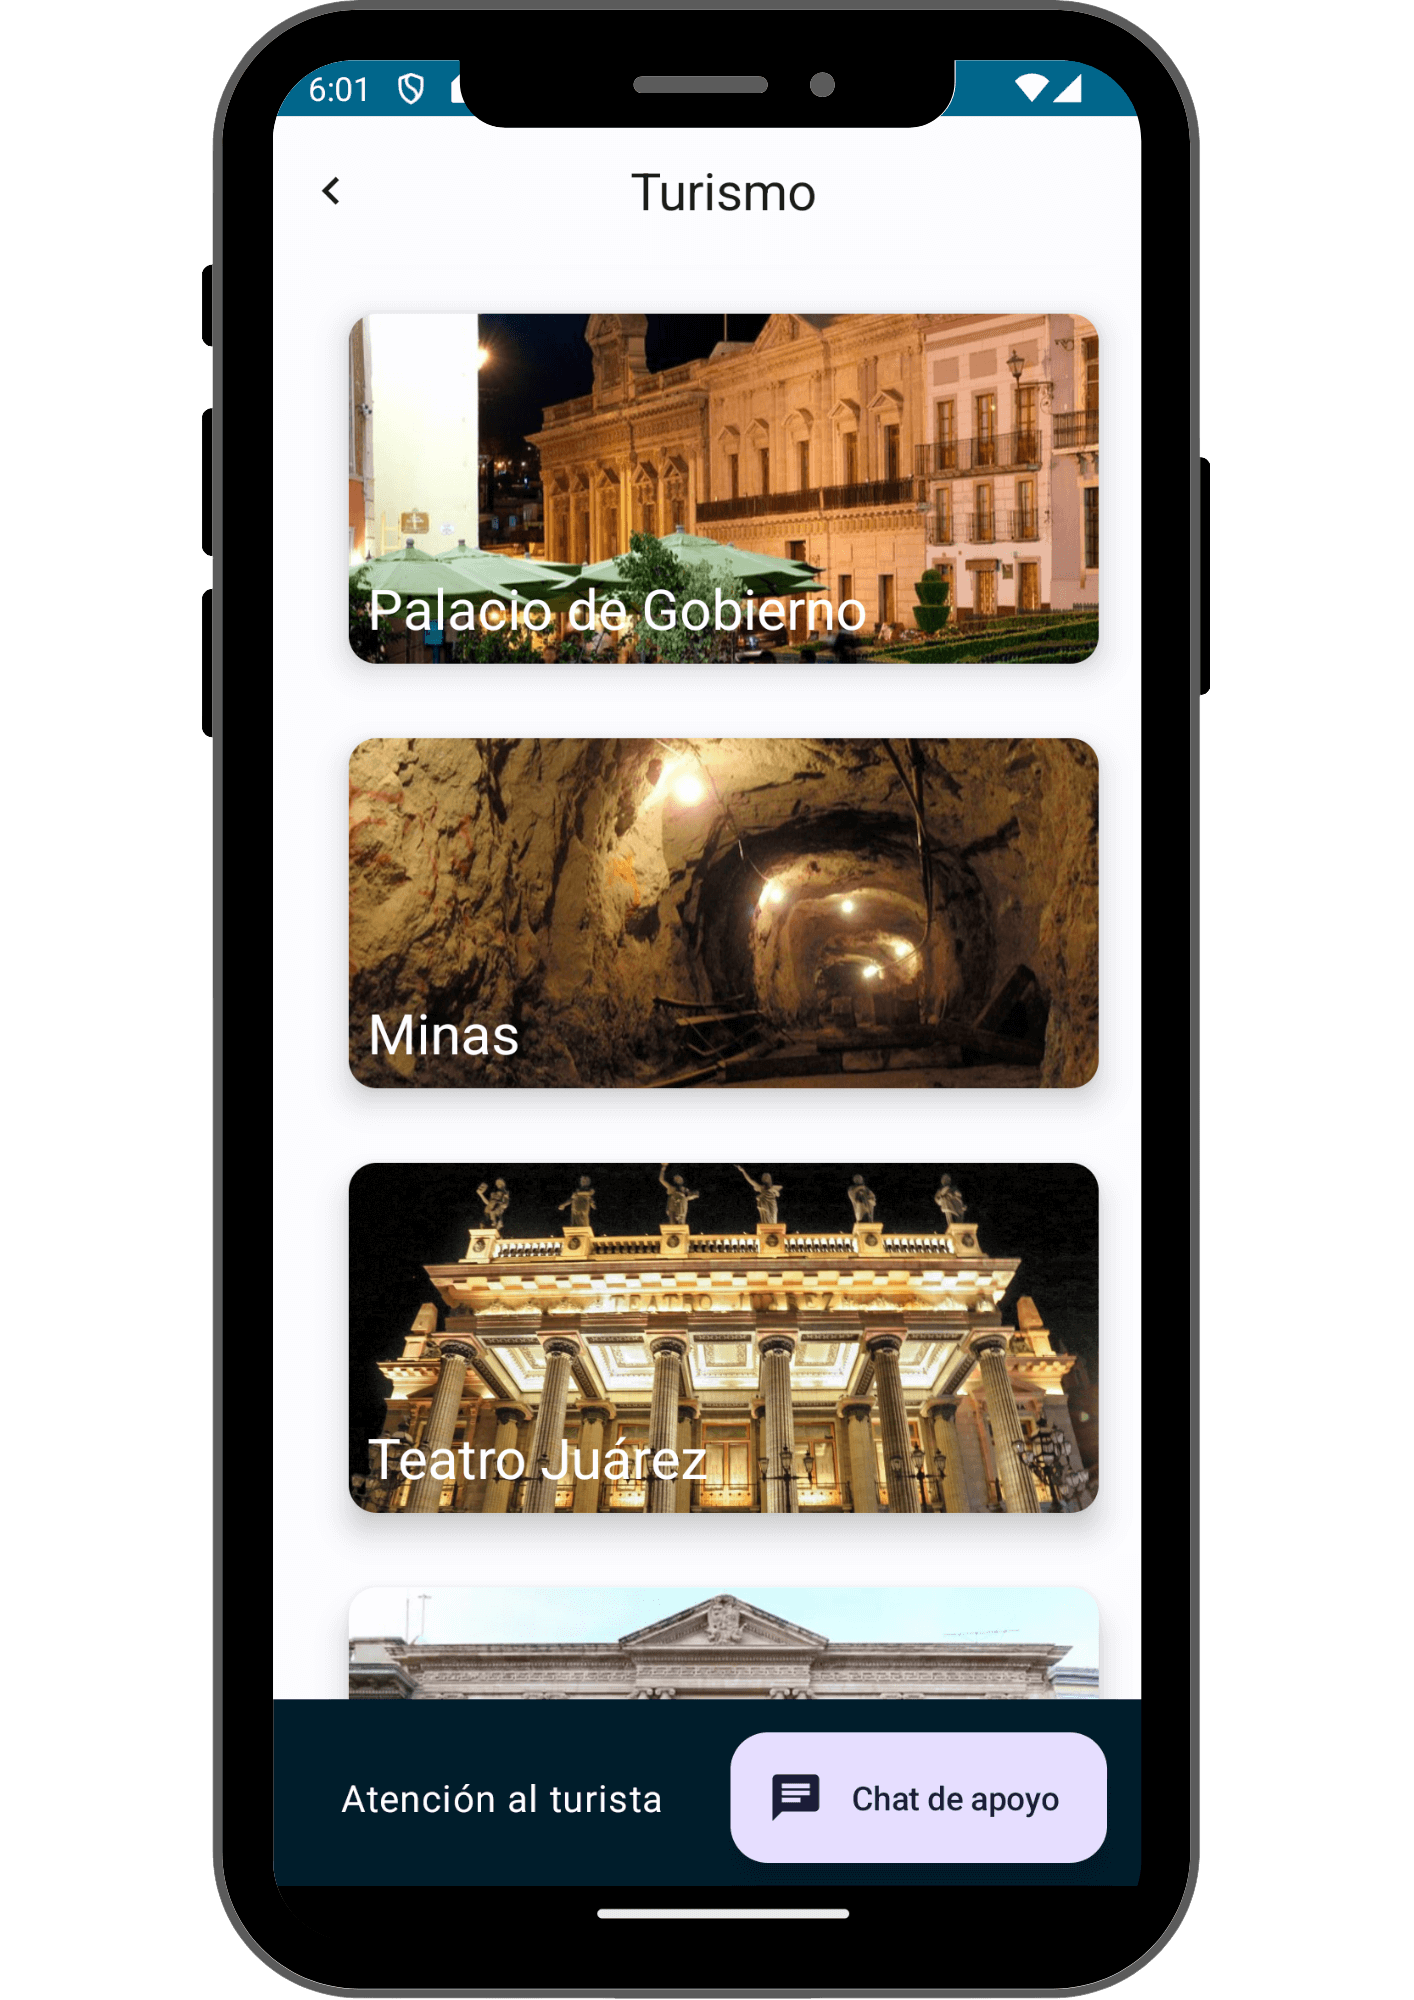 6:01
Turismo
Palacio de Gobierno
Minas
TEATRO JUAREZ
Teatro Juárez
Atención al turista
Chat de apoyo